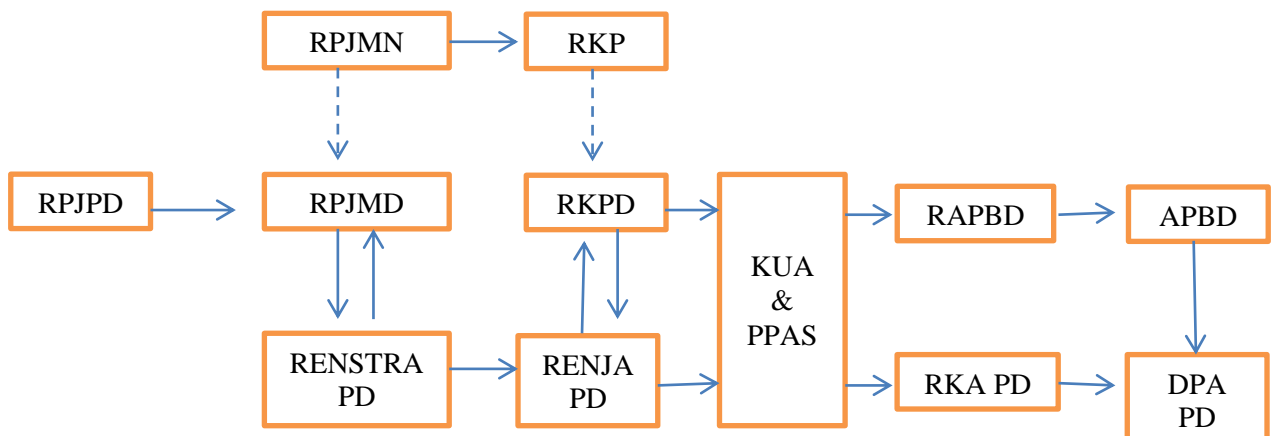 RPJMN
RKP
RPJPD
RPJMD
RKPD
KUA
&
PPAS
RAPBD
APBD
RENSTRA
PD
RENJA
PD
RKA PD
DPA
PD